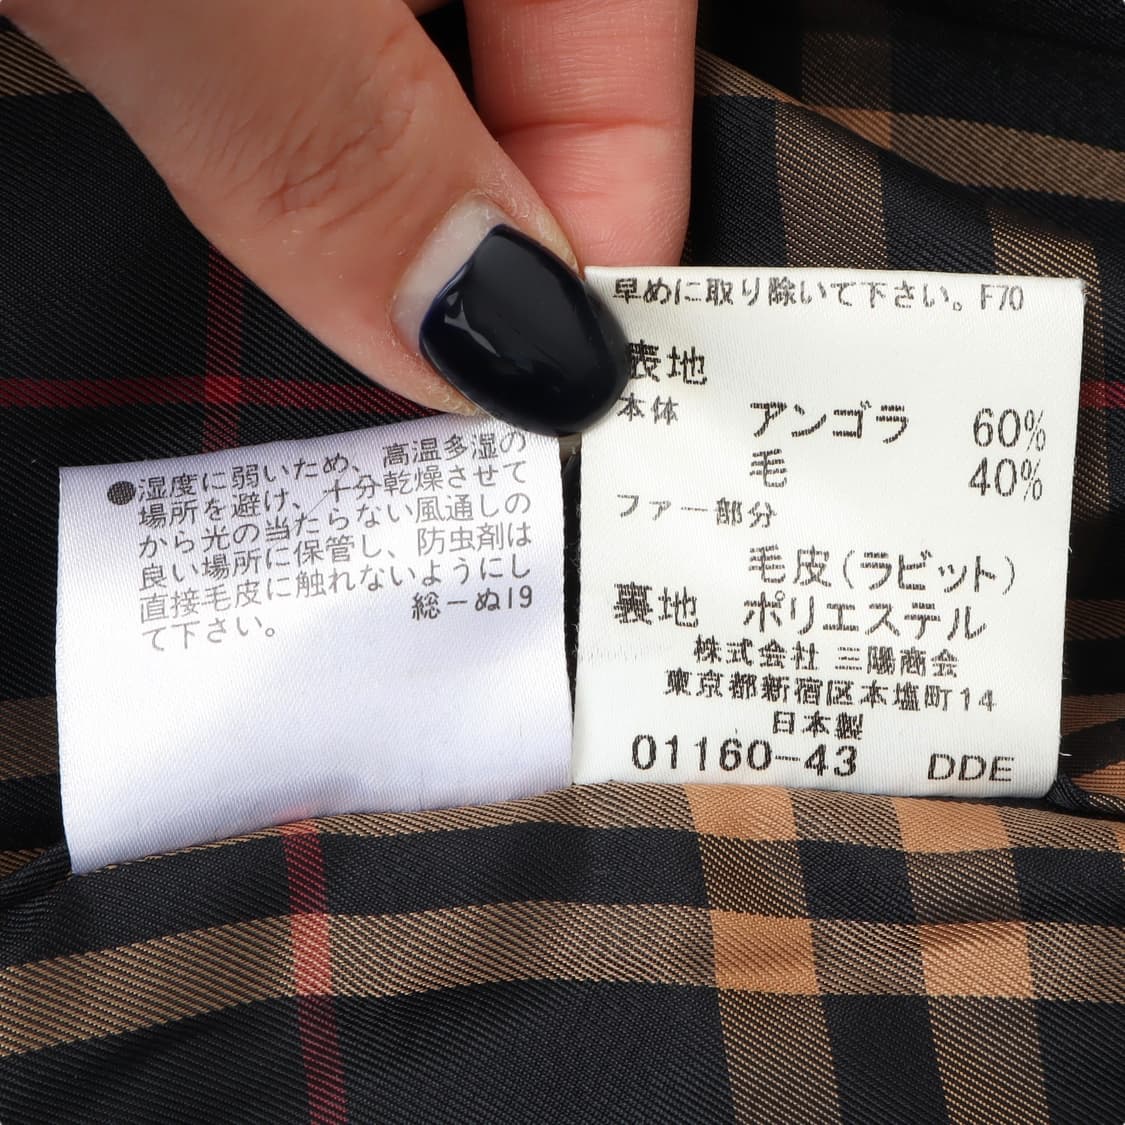 ●湿度に弱いため、高温多湿の
場所を避け、十分乾燥させて
から光の当たらない風通しの
良い場所に保管し、防虫剤は
直接毛皮に触れないようにし
て下さい。
総ーぬ19
早めに取り除いて下さい。F70
表地
本体 アンゴラ 60%
毛 40%
ファー部分
毛皮(ラビット)
裏地 ポリエステル
株式会社 三陽商会
東京都新宿区本塩町14
日本製
01160-43 DDE